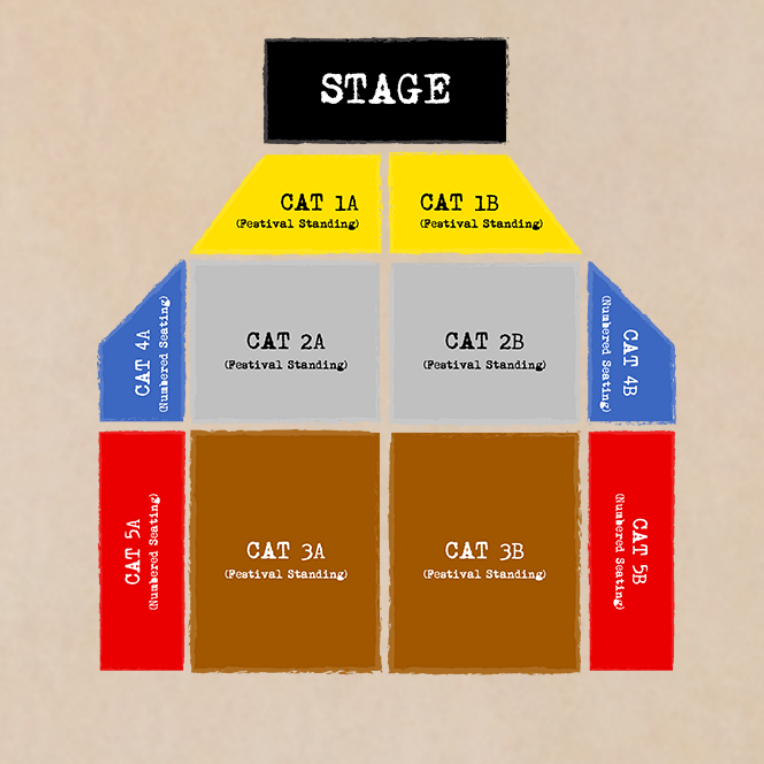 STAGE
CAT 1A
(Festival Standing)
CAT 1B
(Festival Standing)
CAT 4A
(Numbered Seating)
CAT 2A
(Festival Standing)
CAT 2B
(Festival Standing)
CAT 4B
(Numbered Seating)
CAT 5A
(Numbered Seating)
CAT 3A
(Festival Standing)
CAT 3B
(Festival Standing)
CAT 5B
(Numbered Seating)